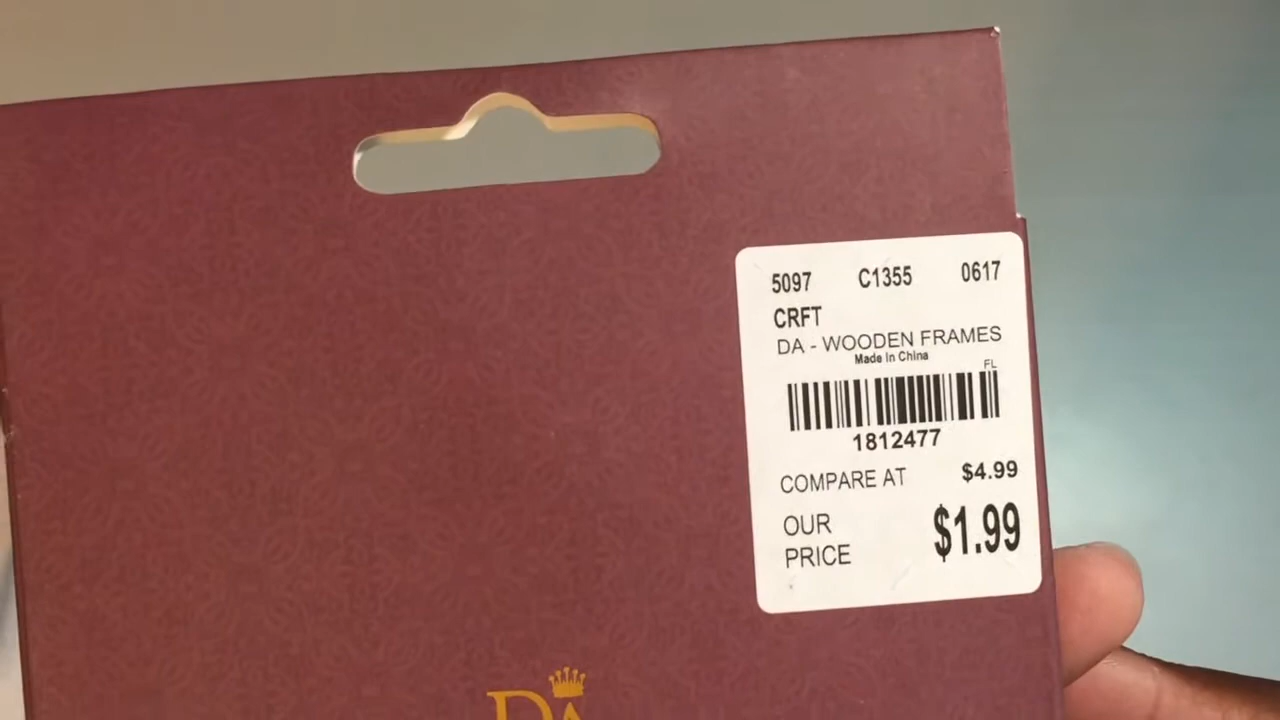 5097 C1355 0617
CRFT
DA - WOODEN FRAMES
Made In China
FL
1812477
COMPARE AT $4.99
OUR
PRICE $1.99
DA